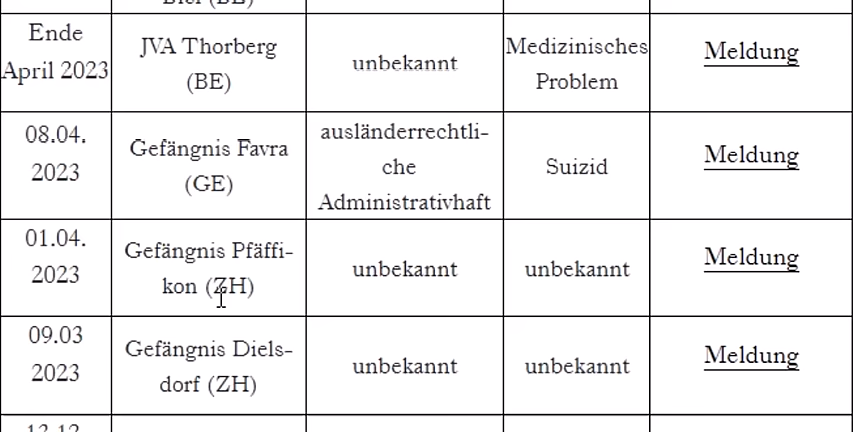 Ende
April 2023
JVA Thorberg
(BE)
unbekannt
Medizinisches
Problem
Meldung
08.04.
2023
Gefängnis Favra
(GE)
ausländerrechtli-
che
Administrativhaft
Suizid
Meldung
01.04.
2023
Gefängnis Pfäffi-
kon (ZH)
unbekannt
unbekannt
Meldung
09.03
2023
Gefängnis Diels-
dorf (ZH)
unbekannt
unbekannt
Meldung